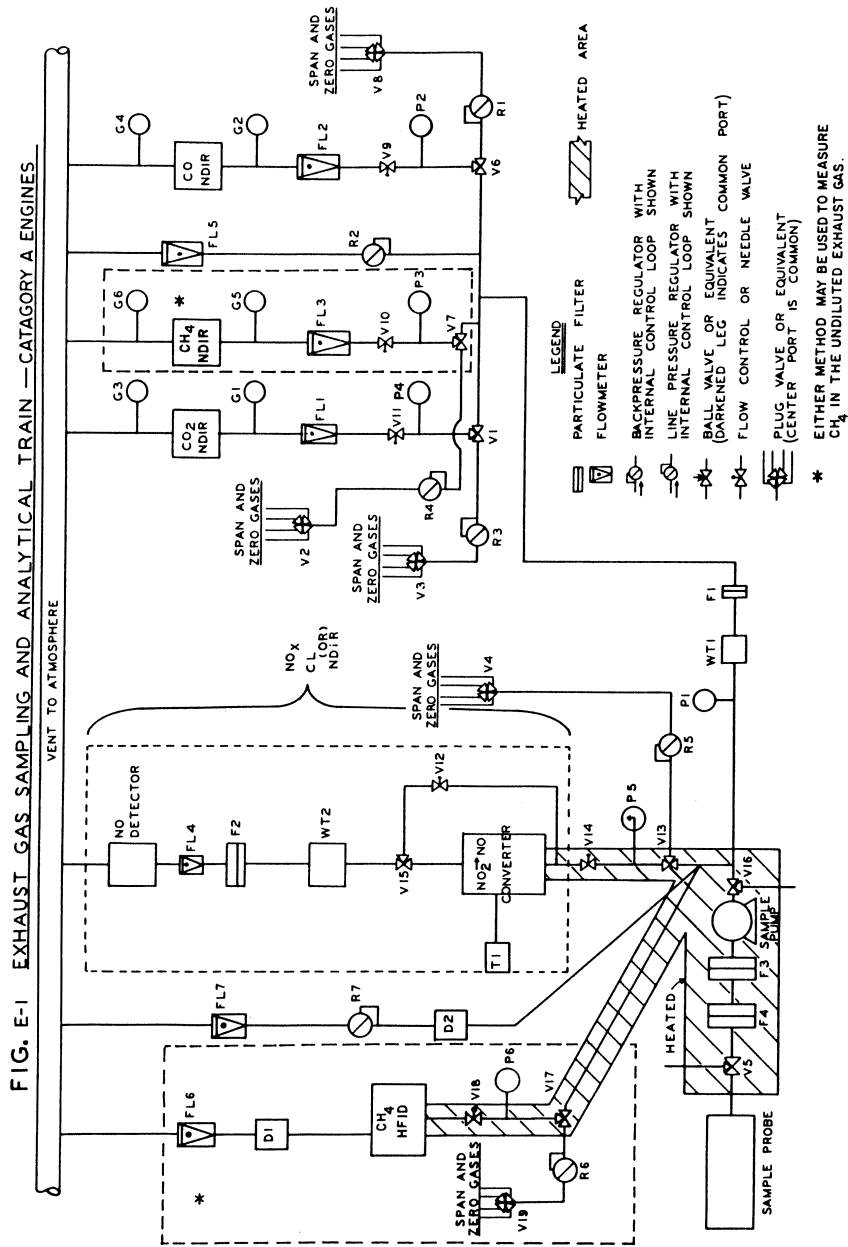 FIG. E-1 EXHAUST GAS SAMPLING AND ANALYTICAL TRAIN — CATAGORY A ENGINES
VENT TO ATMOSPHERE
FL6
D1
CH4
HFID
*
V18
P6
V17
SPAN AND
ZERO GASES
V19
R6
FL7
R7
D2
NO
DETECTOR
FL4
F2
WT2
V15
V12
NO2→NO
CONVERTER
T1
V14
P5
V13
NOX
CL (OR)
NDIR
SPAN AND
ZERO GASES
V4
R5
HEATED
SAMPLE PROBE
V5
F4
F3
SAMPLE
PUMP
V16
P1
WT1
F1
SPAN AND
ZERO GASES
V2
R4
SPAN AND
ZERO GASES
V3
R3
G3
CO2
NDIR
G1
FL1
V11
P4
V1
G6
*
CH4
NDIR
G5
FL3
V10
P3
V7
FL5
R2
G4
CO
NDIR
G2
FL2
V9
P2
V6
SPAN AND
ZERO GASES
V8
R1
LEGEND
PARTICULATE FILTER
FLOWMETER
BACKPRESSURE REGULATOR WITH
INTERNAL CONTROL LOOP SHOWN
LINE PRESSURE REGULATOR WITH
INTERNAL CONTROL LOOP SHOWN
BALL VALVE OR EQUIVALENT
(DARKENED LEG INDICATES COMMON PORT)
FLOW CONTROL OR NEEDLE VALVE
PLUG VALVE OR EQUIVALENT
(CENTER PORT IS COMMON)
* EITHER METHOD MAY BE USED TO MEASURE
CH4 IN THE UNDILUTED EXHAUST GAS.
HEATED AREA